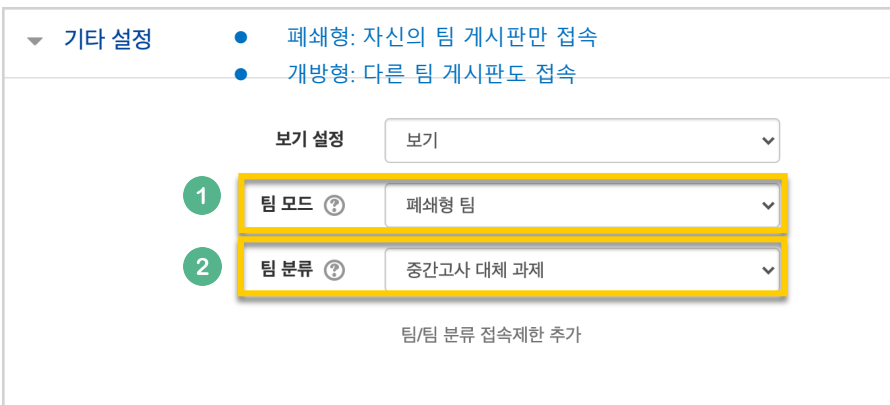 기타 설정
● 폐쇄형: 자신의 팀 게시판만 접속
● 개방형: 다른 팀 게시판도 접속
보기 설정 보기
1 팀 모드 ? 폐쇄형 팀
2 팀 분류 ? 중간고사 대체 과제
팀/팀 분류 접속제한 추가